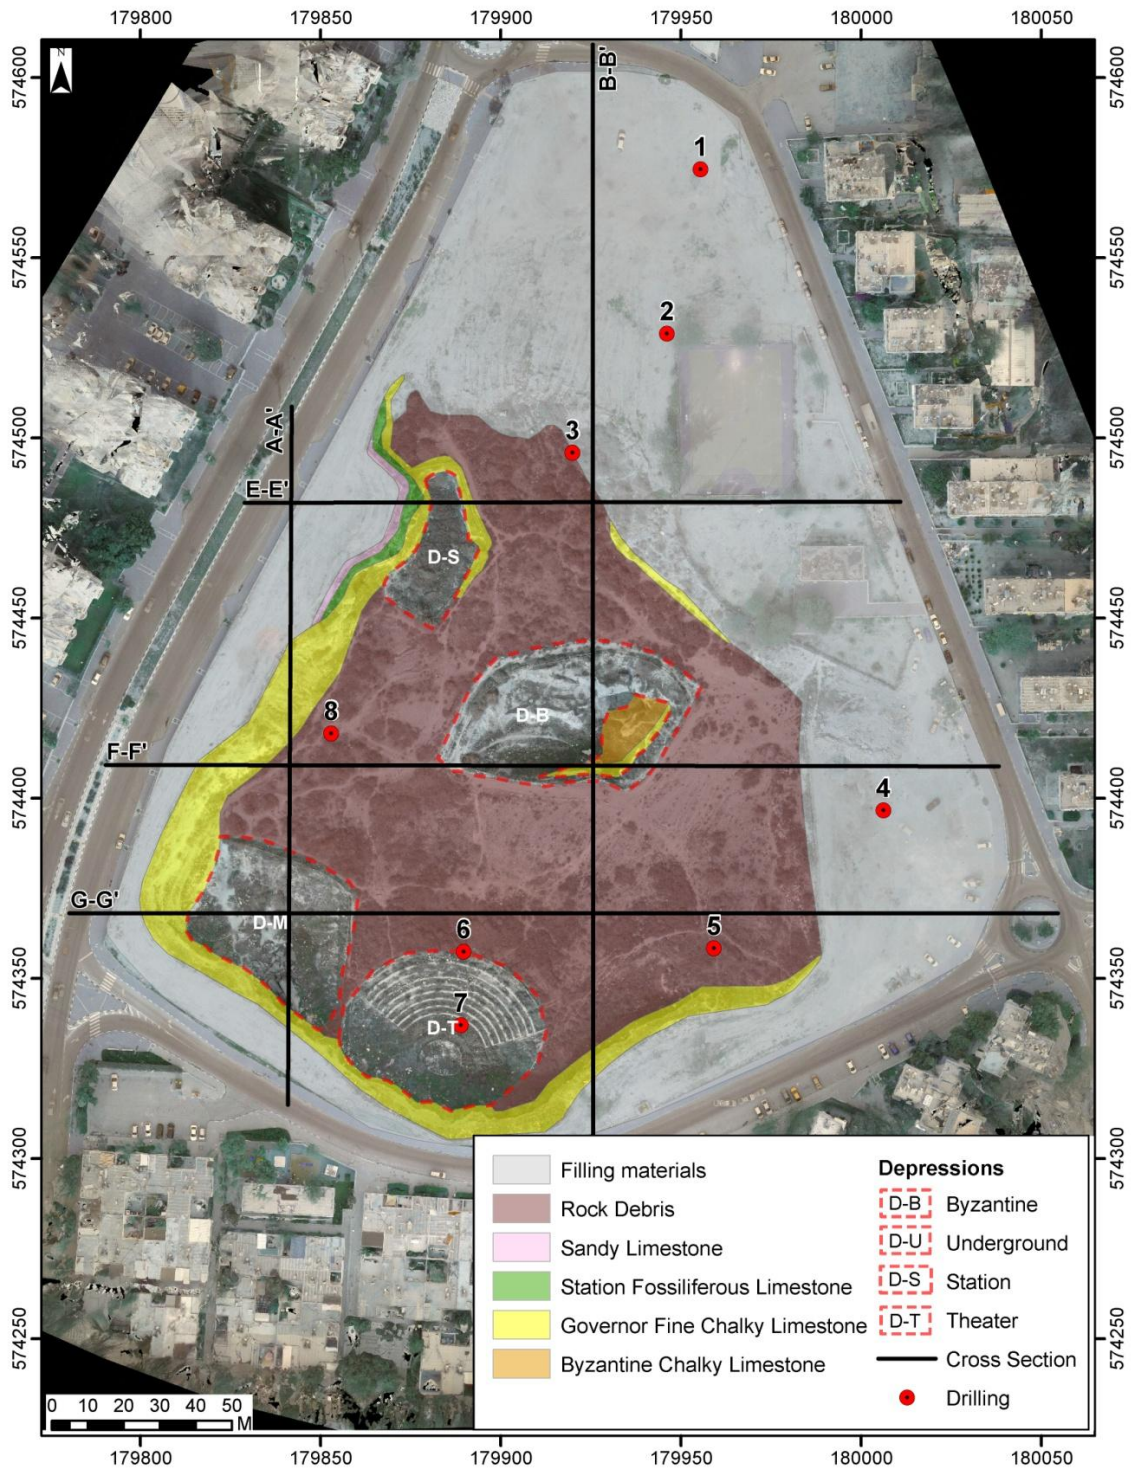 179800 179850 179900 179950 180000 180050
574600 574600
N
B-B'
1
574550 574550
2
574500 574500
A-A'
3
E-E'
D-S
574450 574450
8
D-B
F-F'
574400 574400
4
G-G'
D-M
6
5
574350 574350
7
D-T
574300 574300
Filling materials
Rock Debris
Sandy Limestone
Station Fossiliferous Limestone
Governor Fine Chalky Limestone
Byzantine Chalky Limestone
Depressions
D-B Byzantine
D-U Underground
D-S Station
D-T Theater
Cross Section
Drilling
574250 574250
0 10 20 30 40 50
M
179800 179850 179900 179950 180000 180050